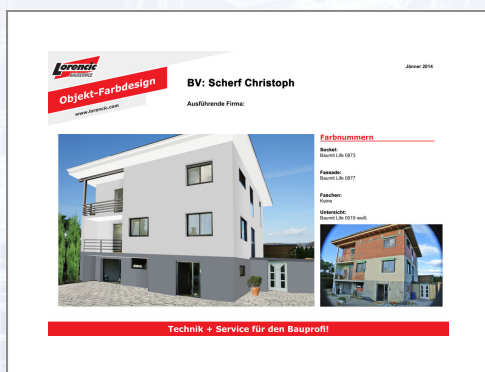 Lorencic
Objekt-Farbdesign
www.lorencic.com
Jänner 2014
BV: Scherf Christoph
Ausführende Firma:
Farbnummern
Sockel:
Baumit Life 0873
Fassade:
Baumit Life 0877
Faschen:
Keine
Untersicht:
Baumit Life 0019 weiß
Technik + Service für den Bauprofi!